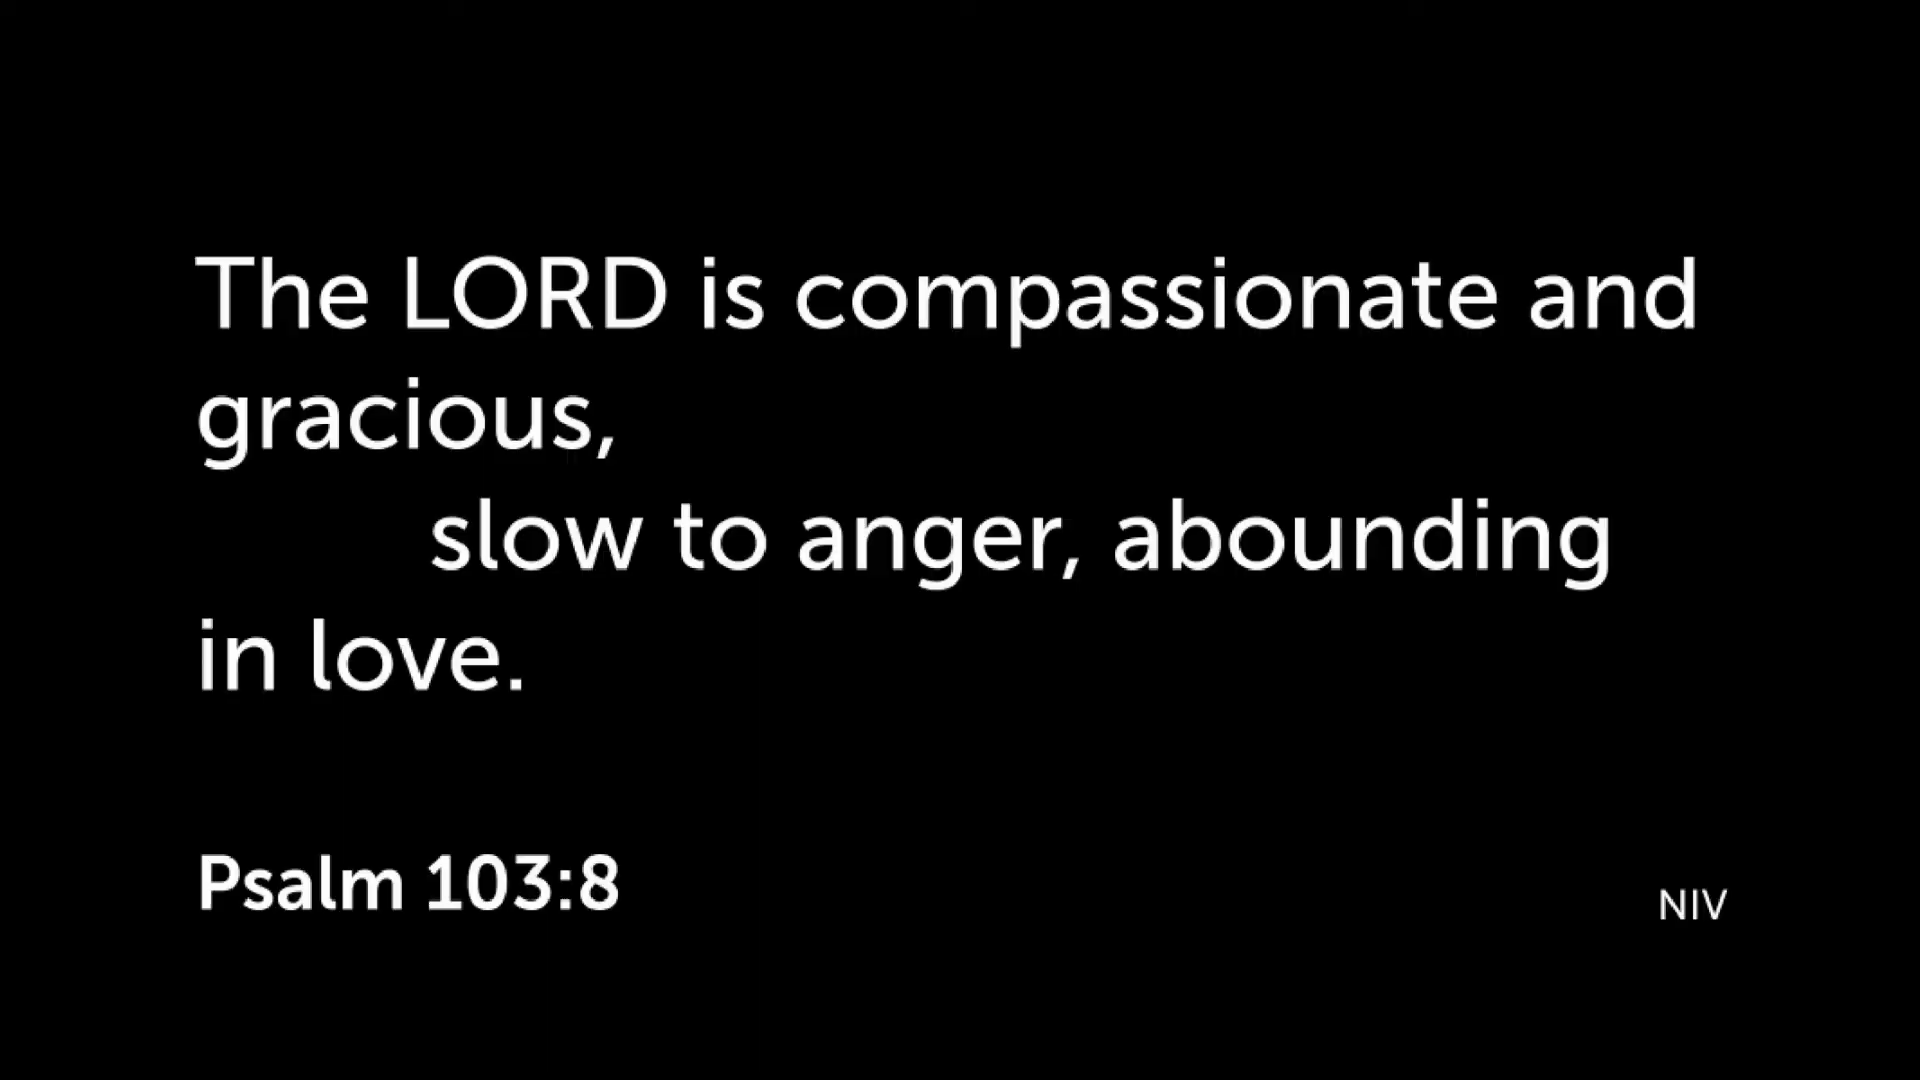 The LORD is compassionate and
gracious,
slow to anger, abounding
in love.
Psalm 103:8
NIV